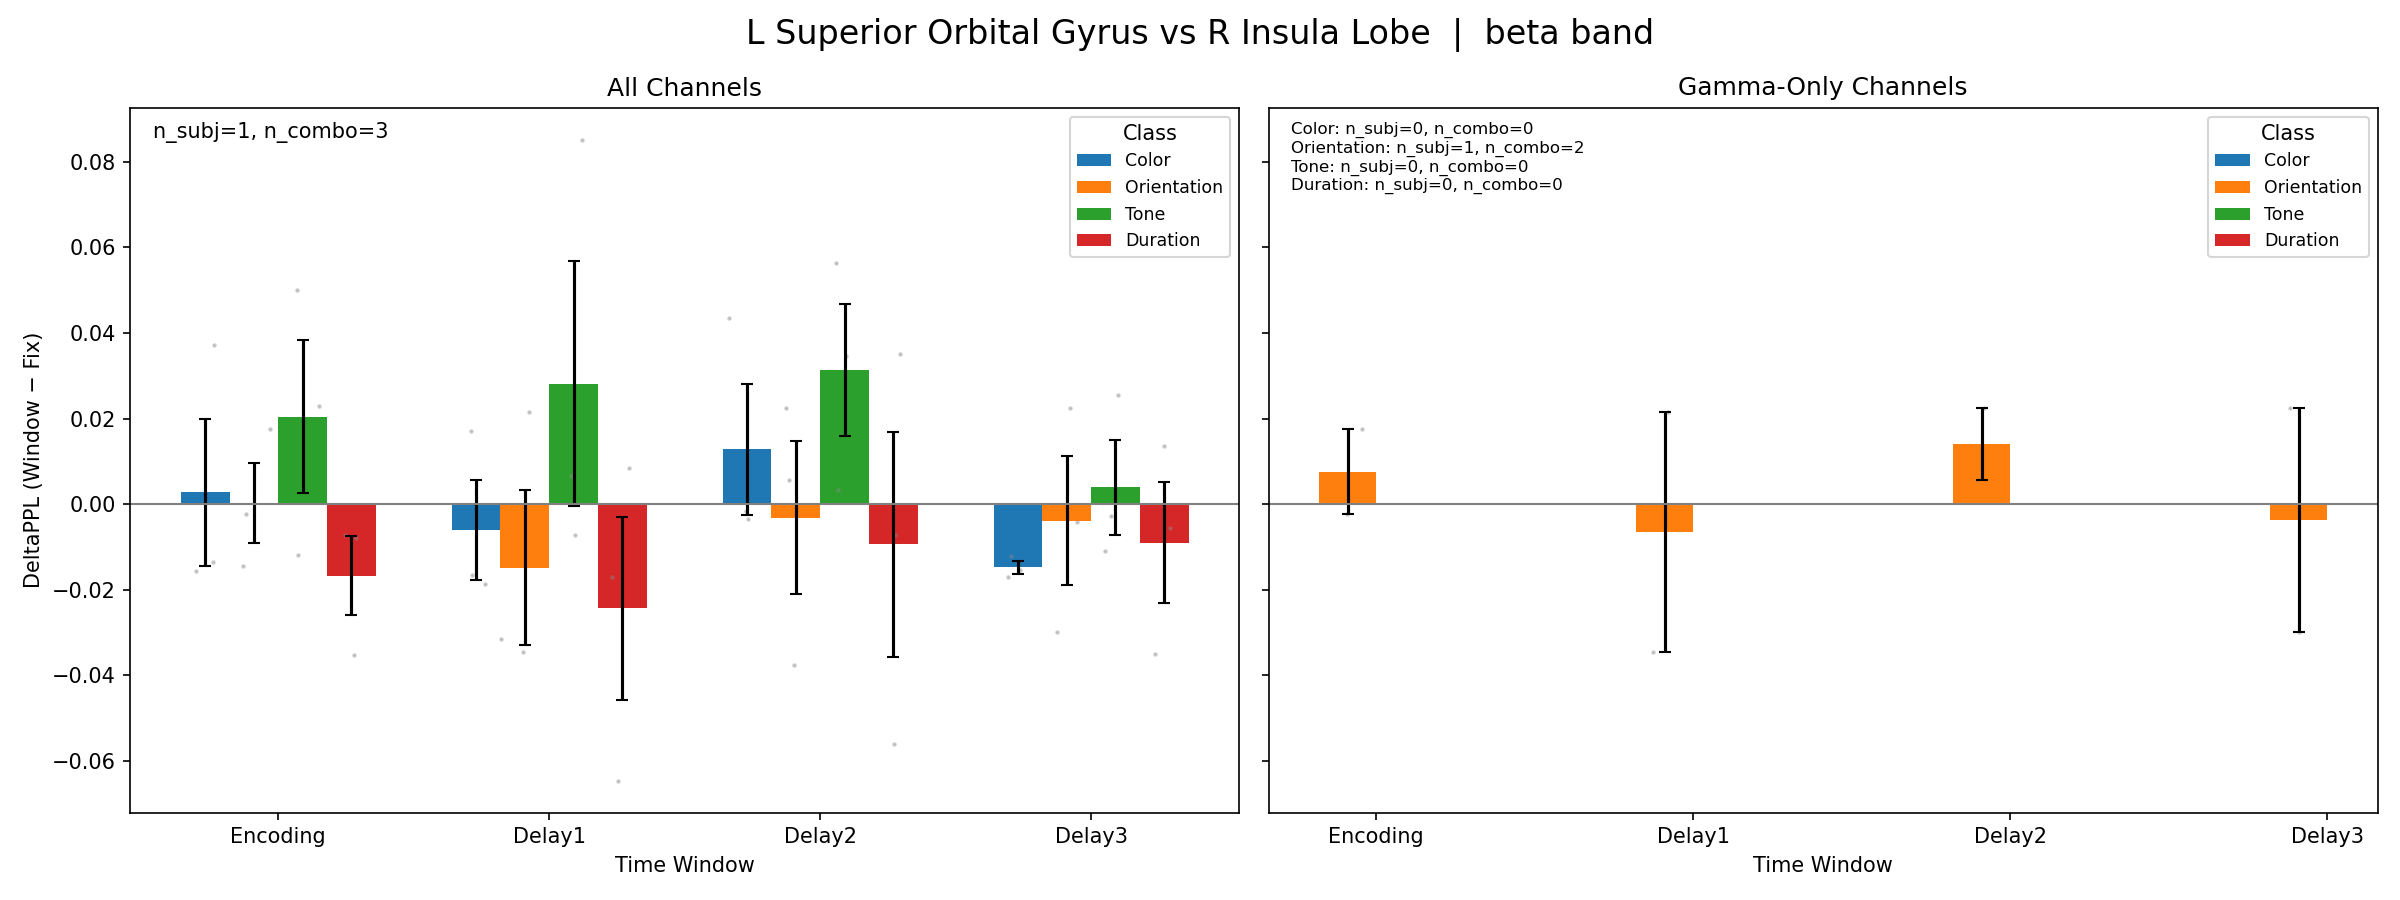 L Superior Orbital Gyrus vs R Insula Lobe | beta band
All Channels
n_subj=1, n_combo=3
Class
Color
Orientation
Tone
Duration
DeltaPPL (Window − Fix)
0.08
0.06
0.04
0.02
0.00
−0.02
−0.04
−0.06
Encoding
Delay1
Delay2
Delay3
Time Window
Gamma-Only Channels
Color: n_subj=0, n_combo=0
Orientation: n_subj=1, n_combo=2
Tone: n_subj=0, n_combo=0
Duration: n_subj=0, n_combo=0
Class
Color
Orientation
Tone
Duration
Encoding
Delay1
Delay2
Delay3
Time Window